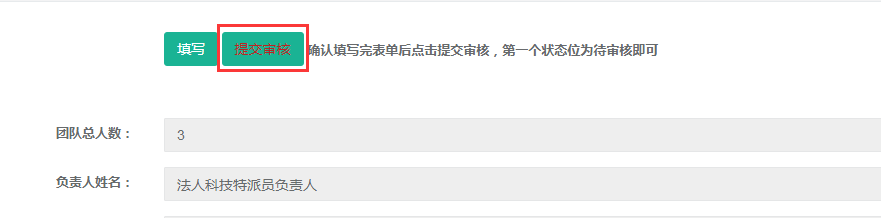 填写 提交审核 确认填写完表单后点击提交审核，第一个状态位为待审核即可
团队总人数： 3
负责人姓名： 法人科技特派员负责人